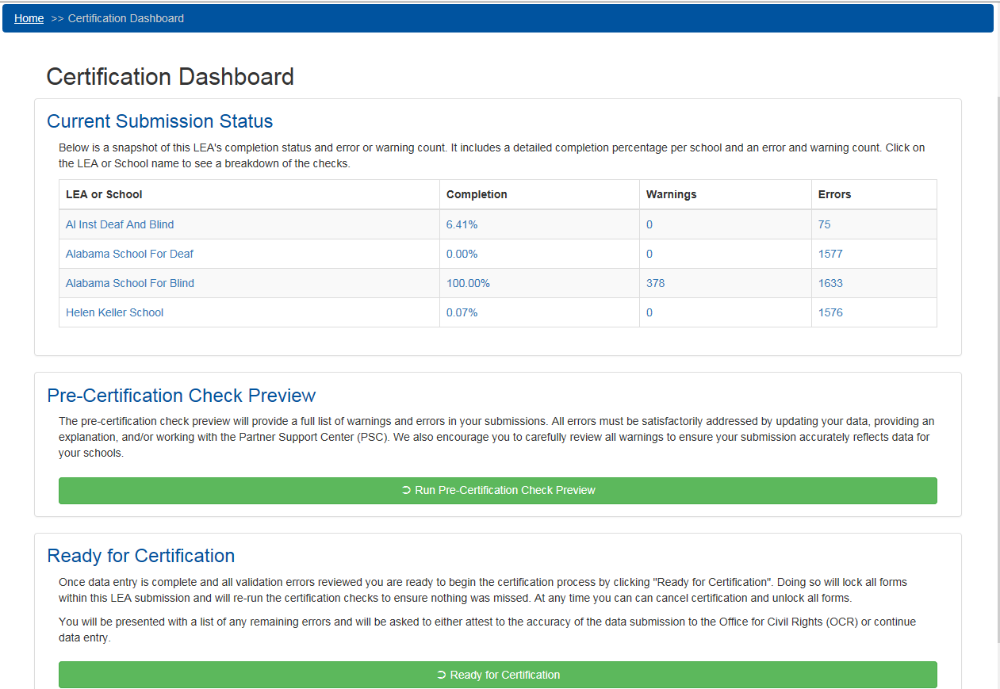 Home >> Certification Dashboard
Certification Dashboard
Current Submission Status
Below is a snapshot of this LEA's completion status and error or warning count. It includes a detailed completion percentage per school and an error and warning count. Click on
the LEA or School name to see a breakdown of the checks.
LEA or School Completion Warnings Errors
Al Inst Deaf And Blind 6.41% 0 75
Alabama School For Deaf 0.00% 0 1577
Alabama School For Blind 100.00% 378 1633
Helen Keller School 0.07% 0 1576
Pre-Certification Check Preview
The pre-certification check preview will provide a full list of warnings and errors in your submissions. All errors must be satisfactorily addressed by updating your data, providing an
explanation, and/or working with the Partner Support Center (PSC). We also encourage you to carefully review all warnings to ensure your submission accurately reflects data for
your schools.
Run Pre-Certification Check Preview
Ready for Certification
Once data entry is complete and all validation errors reviewed you are ready to begin the certification process by clicking "Ready for Certification". Doing so will lock all forms
within this LEA submission and will re-run the certification checks to ensure nothing was missed. At any time you can can cancel certification and unlock all forms.
You will be presented with a list of any remaining errors and will be asked to either attest to the accuracy of the data submission to the Office for Civil Rights (OCR) or continue
data entry.
Ready for Certification